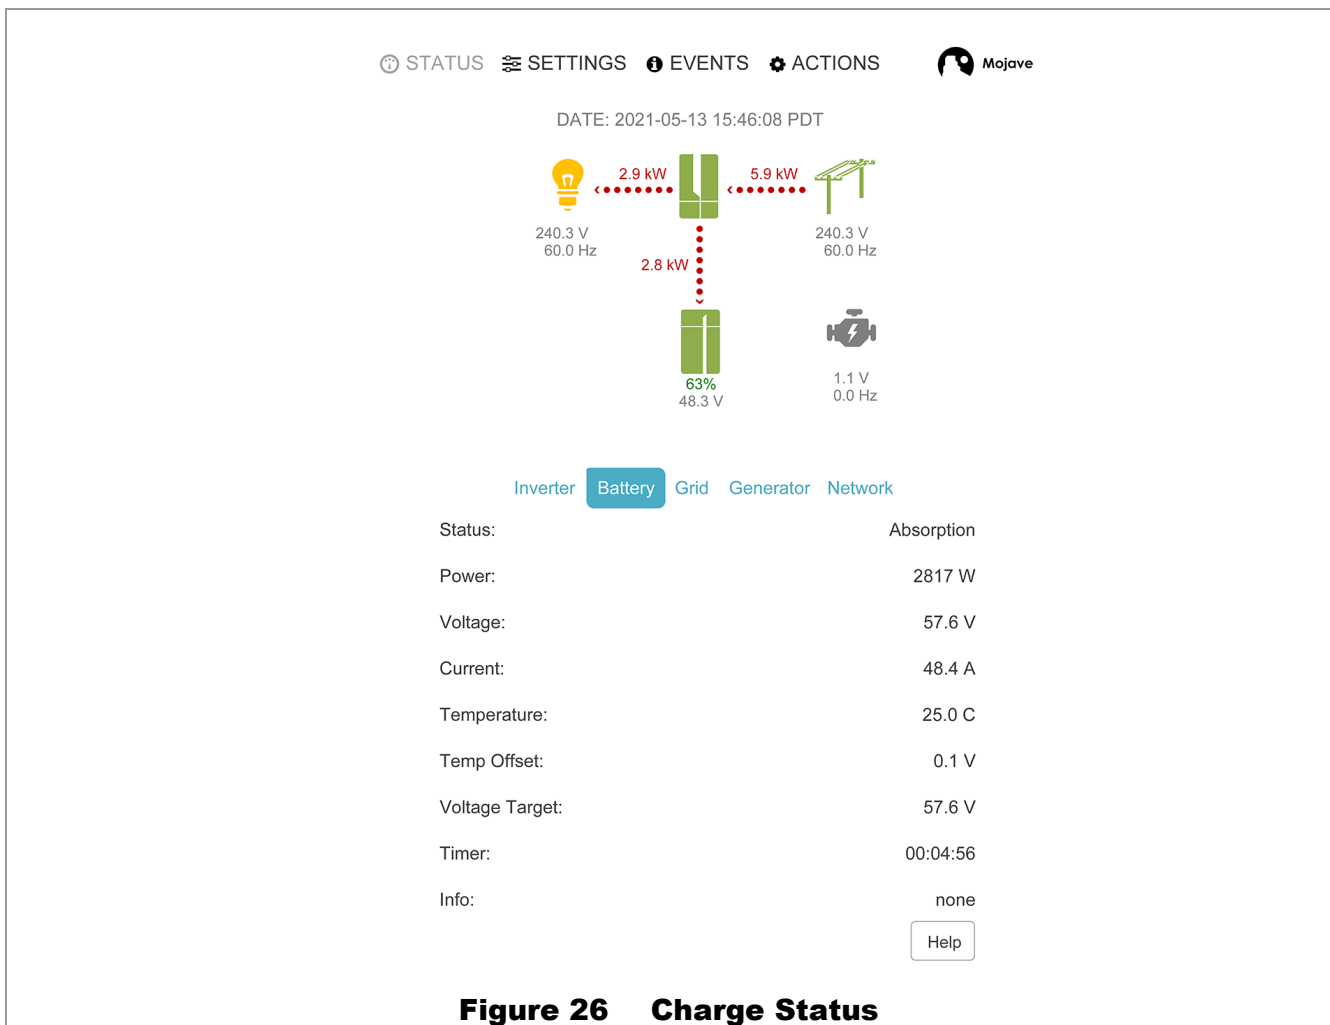 STATUS SETTINGS EVENTS ACTIONS Mojave
DATE: 2021-05-13 15:46:08 PDT
2.9 kW 5.9 kW
240.3 V 240.3 V
60.0 Hz 60.0 Hz
2.8 kW
63% 1.1 V
48.3 V 0.0 Hz
Inverter Battery Grid Generator Network
Status: Absorption
Power: 2817 W
Voltage: 57.6 V
Current: 48.4 A
Temperature: 25.0 C
Temp Offset: 0.1 V
Voltage Target: 57.6 V
Timer: 00:04:56
Info: none
Help
Figure 26 Charge Status